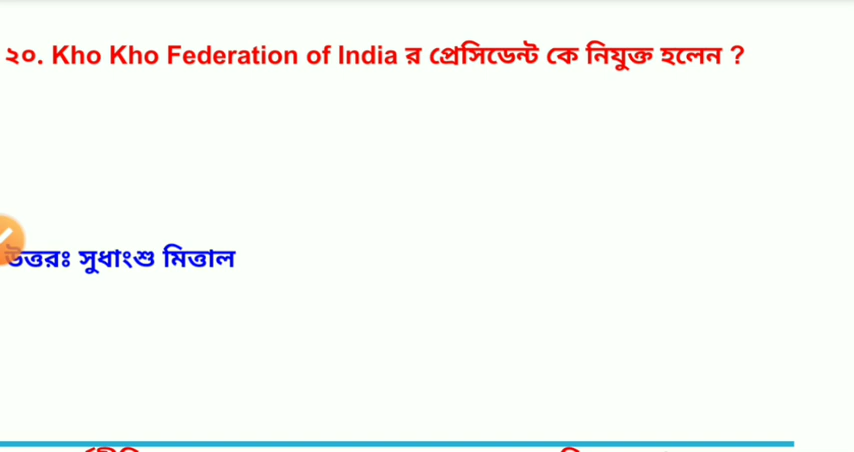 ২০. Kho Kho Federation of India র প্রেসিডেন্ট কে নিযুক্ত হলেন ?
উত্তরঃ সুধাংশু মিত্তাল